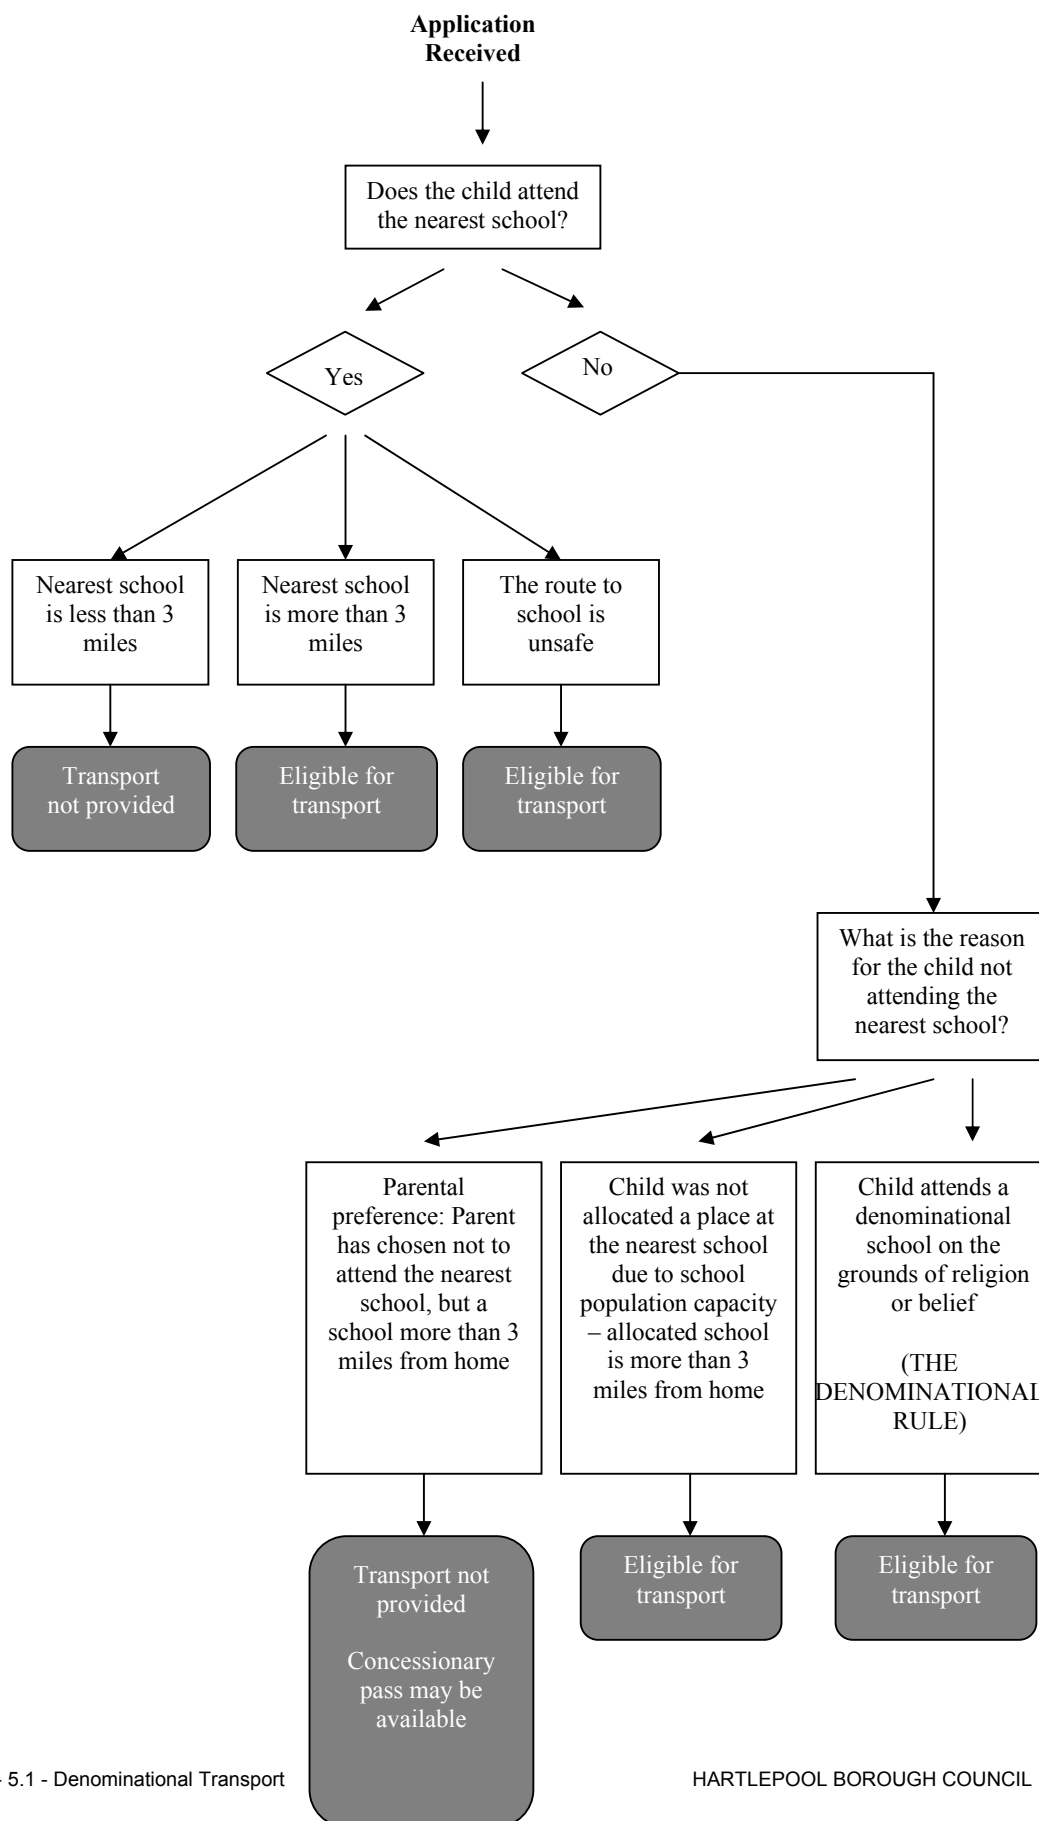 Application
Received
Does the child attend
the nearest school?
Yes
No
Nearest school
is less than 3
miles
Nearest school
is more than 3
miles
The route to
school is
unsafe
Transport
not provided
Eligible for
transport
Eligible for
transport
What is the reason
for the child not
attending the
nearest school?
Parental
preference: Parent
has chosen not to
attend the nearest
school, but a
school more than 3
miles from home
Child was not
allocated a place at
the nearest school
due to school
population capacity
– allocated school
is more than 3
miles from home
Child attends a
denominational
school on the
grounds of religion
or belief
(THE
DENOMINATIONAL
RULE)
Transport not
provided
Concessionary
pass may be
available
Eligible for
transport
Eligible for
transport
- 5.1 - Denominational Transport
HARTLEPOOL BOROUGH COUNCIL